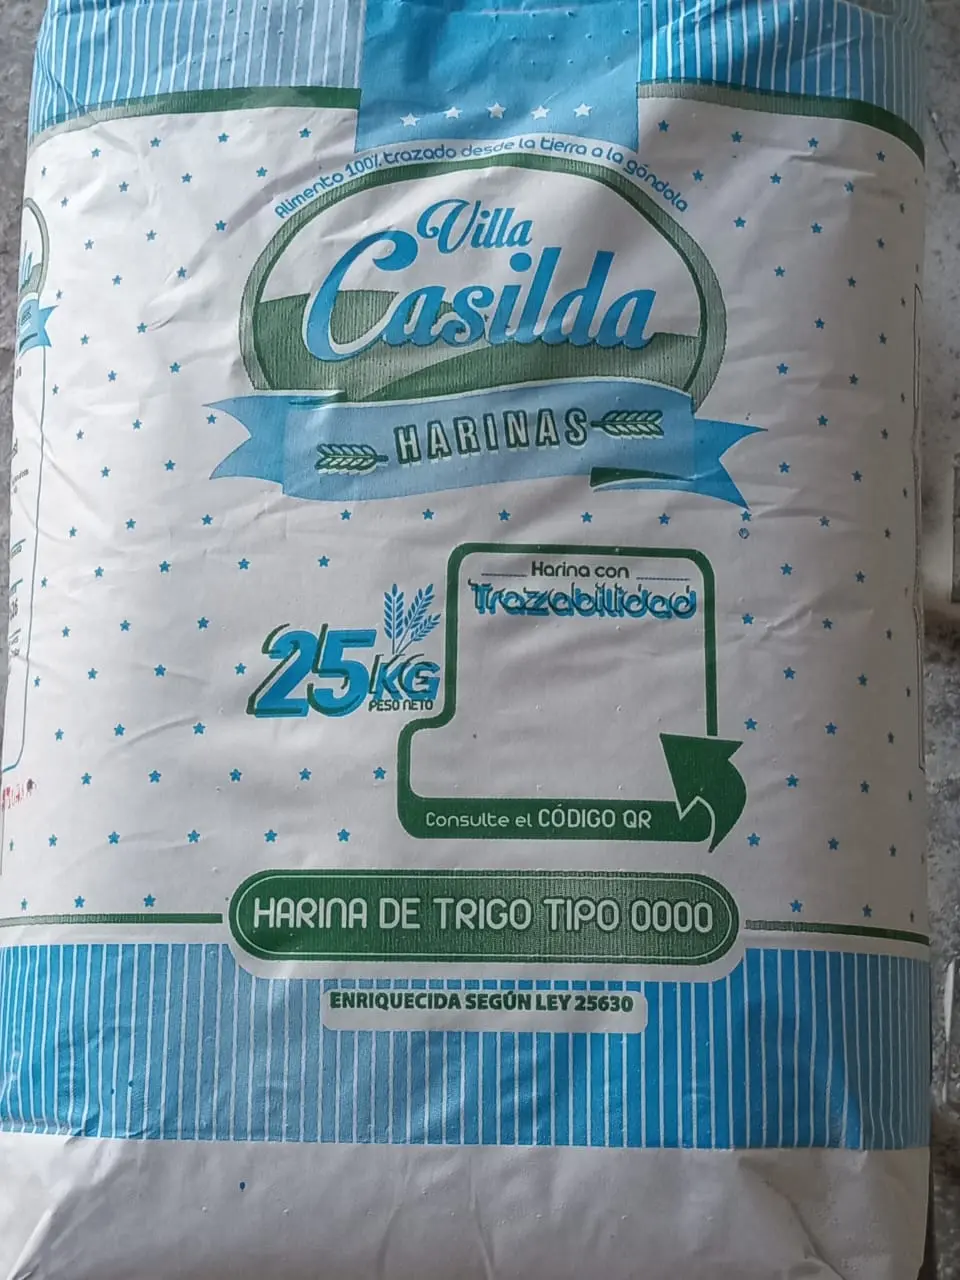 Alimento 100% trazado desde la tierra a la góndola
Villa
Casilda
HARINAS
Harina con
Trazabilidad
25KG
PESO NETO
Consulte el CÓDIGO QR
HARINA DE TRIGO TIPO 0000
ENRIQUECIDA SEGÚN LEY 25630